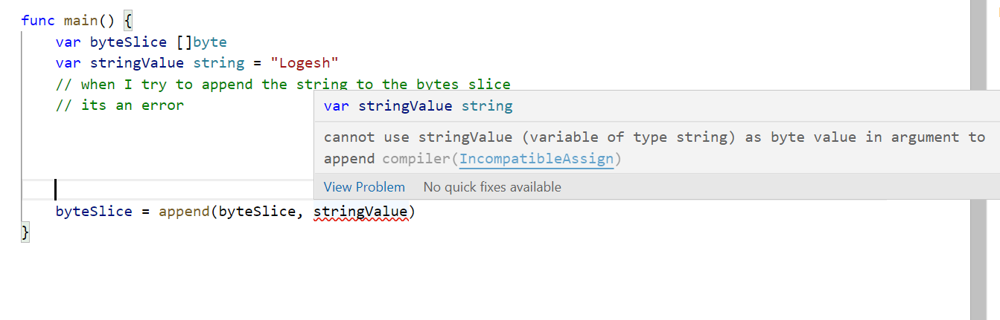 func main() {
var byteSlice []byte
var stringValue string = "Logesh"
// when I try to append the string to the bytes slice
// its an error
var stringValue string
cannot use stringValue (variable of type string) as byte value in argument to
append compiler(IncompatibleAssign)
View Problem No quick fixes available
byteSlice = append(byteSlice, stringValue)
}